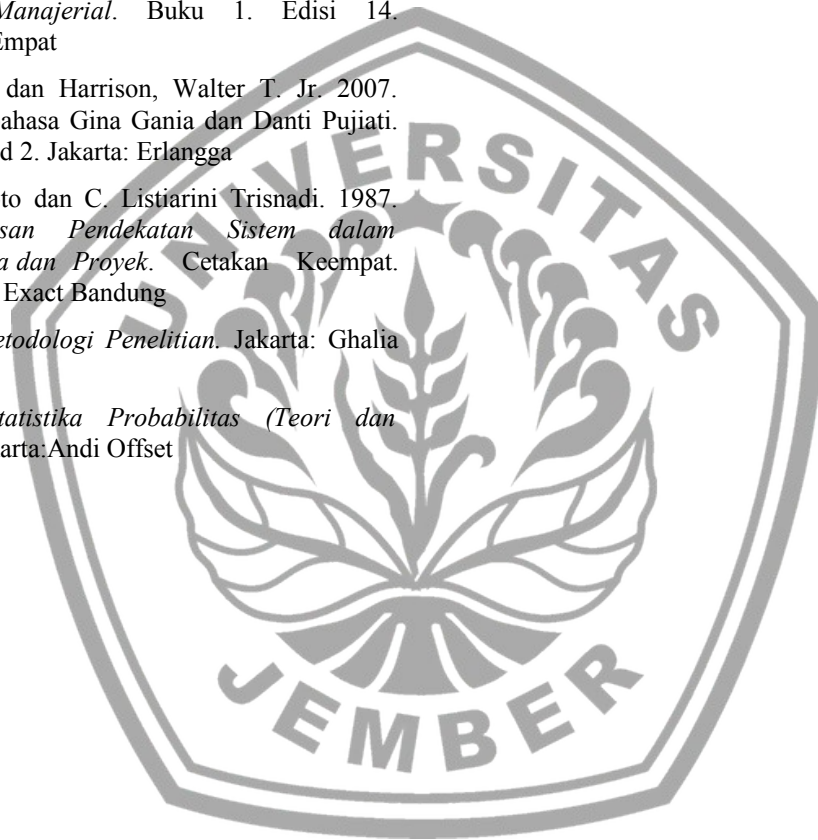 Manajerial. Buku 1. Edisi 14.
Empat
dan Harrison, Walter T. Jr. 2007.
ahasa Gina Gania dan Danti Pujiati.
d 2. Jakarta: Erlangga
to dan C. Listiarini Trisnadi. 1987.
san Pendekatan Sistem dalam
a dan Proyek. Cetakan Keempat.
Exact Bandung
etodologi Penelitian. Jakarta: Ghalia
tatistika Probabilitas (Teori dan
arta:Andi Offset
UNIVERSITAS
JEMBER